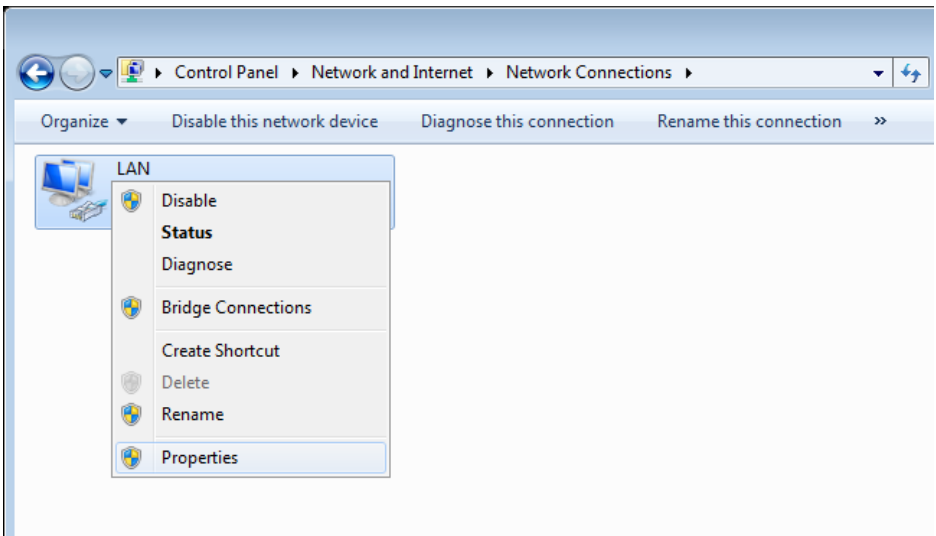 Control Panel Network and Internet Network Connections
Organize Disable this network device Diagnose this connection Rename this connection »
LAN
Disable
Status
Diagnose
Bridge Connections
Create Shortcut
Delete
Rename
Properties